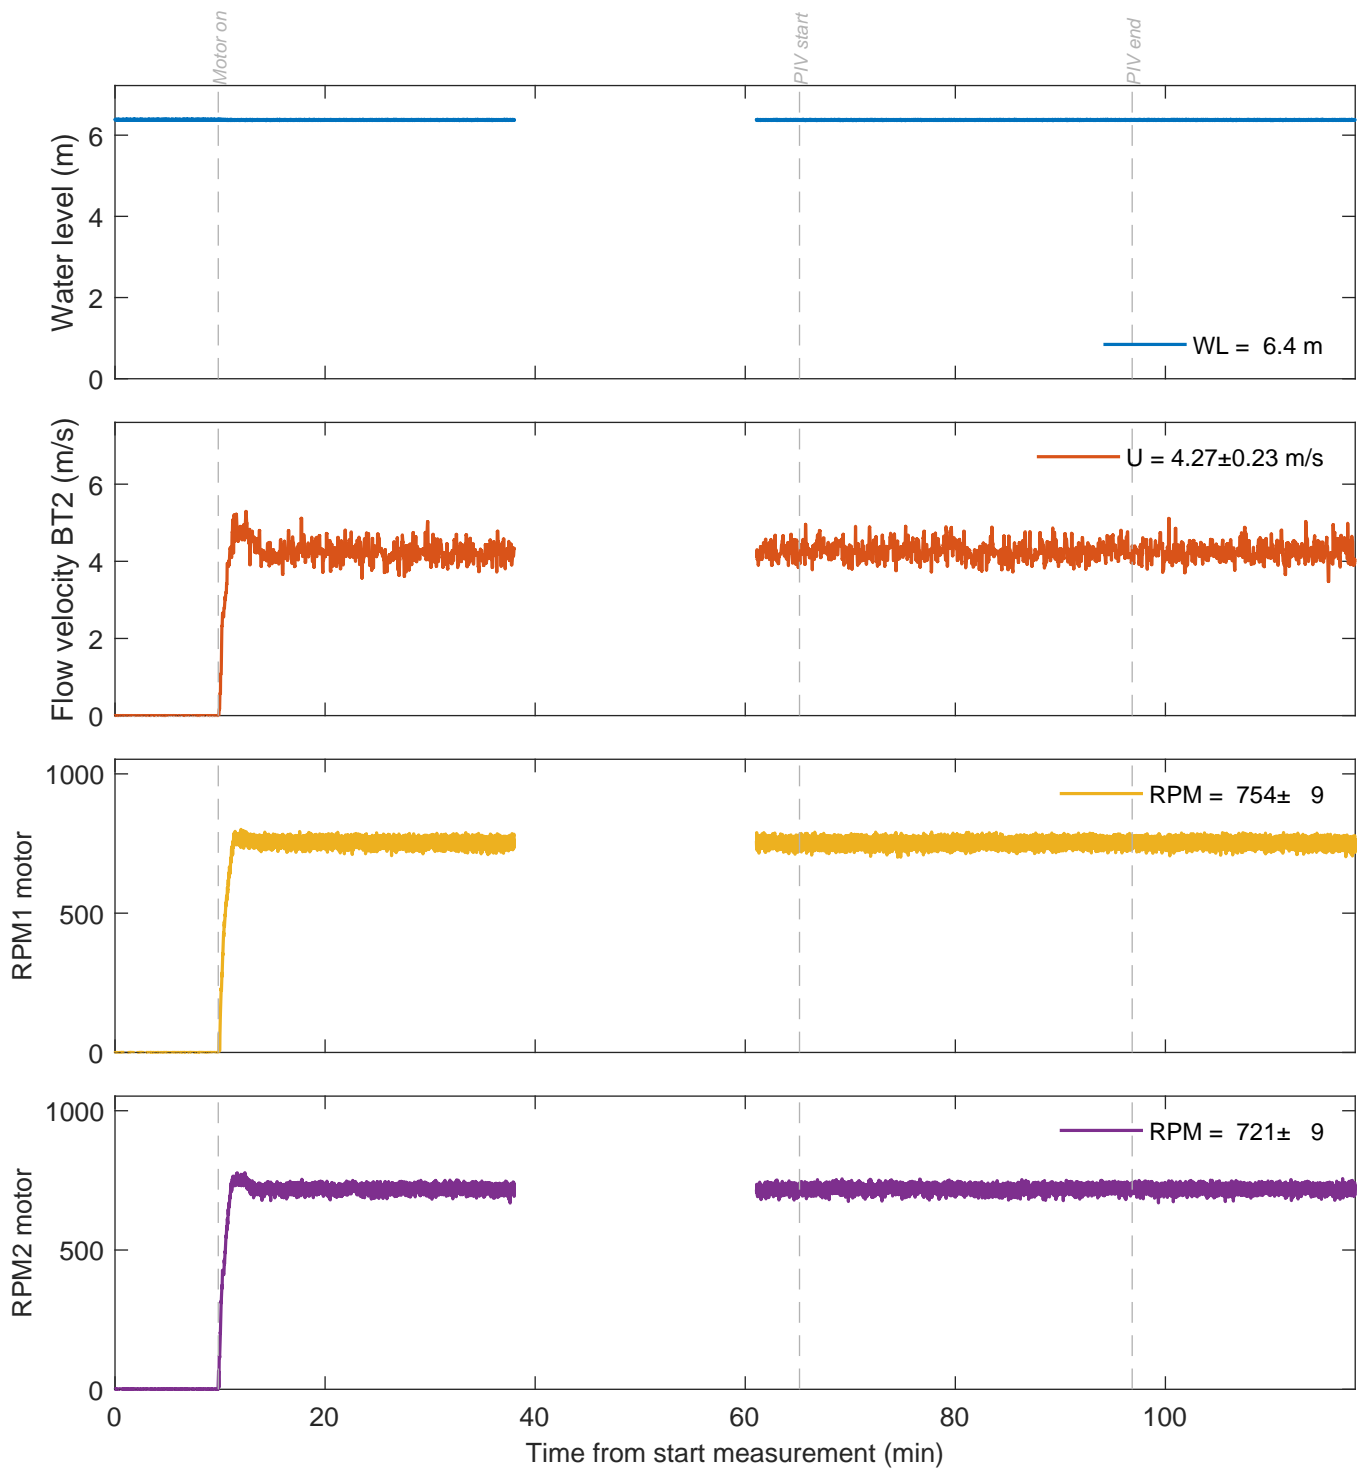 Motor on
PIV start
PIV end
Water level (m)
6
4
2
0
WL = 6.4 m
Flow velocity BT2 (m/s)
6
4
2
0
U = 4.27±0.23 m/s
RPM1 motor
1000
500
0
RPM = 754± 9
RPM2 motor
1000
500
0
RPM = 721± 9
0 20 40 60 80 100
Time from start measurement (min)